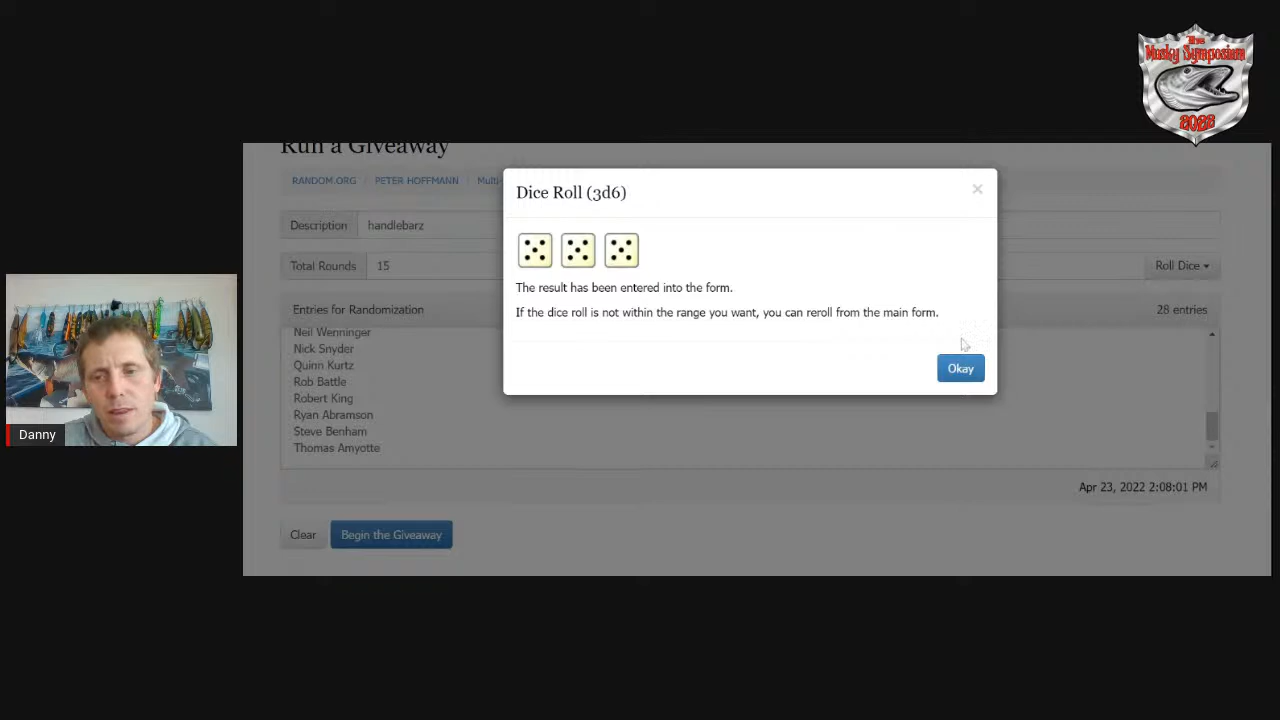 The
Musky Symposium
2022
Run a Giveaway
RANDOM.ORG / PETER HOFFMANN / Multi-
Description handlebarz
Total Rounds 15 Roll Dice
Entries for Randomization 28 entries
Neil Wenninger
Nick Snyder
Quinn Kurtz
Rob Battle
Robert King
Ryan Abramson
Steve Benham
Thomas Amyotte
Apr 23, 2022 2:08:01 PM
Clear Begin the Giveaway
Dice Roll (3d6) ×
The result has been entered into the form.
If the dice roll is not within the range you want, you can reroll from the main form.
Okay
Danny